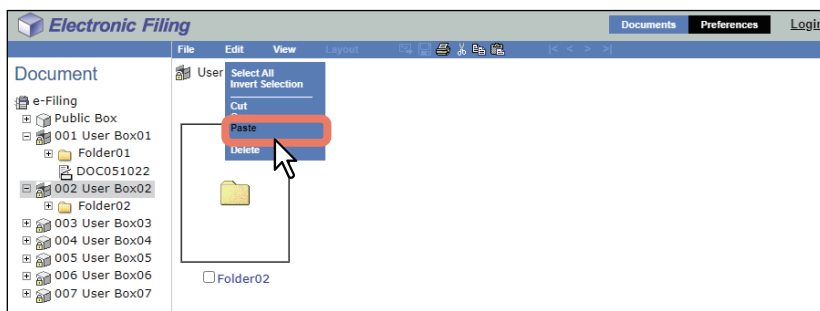 Electronic Filing
Documents Preferences Login
File Edit View Layout
Document
User
Select All
Invert Selection
Cut
Paste
Delete
e-Filing
Public Box
001 User Box01
Folder01
DOC051022
002 User Box02
Folder02
003 User Box03
004 User Box04
005 User Box05
006 User Box06
007 User Box07
Folder02